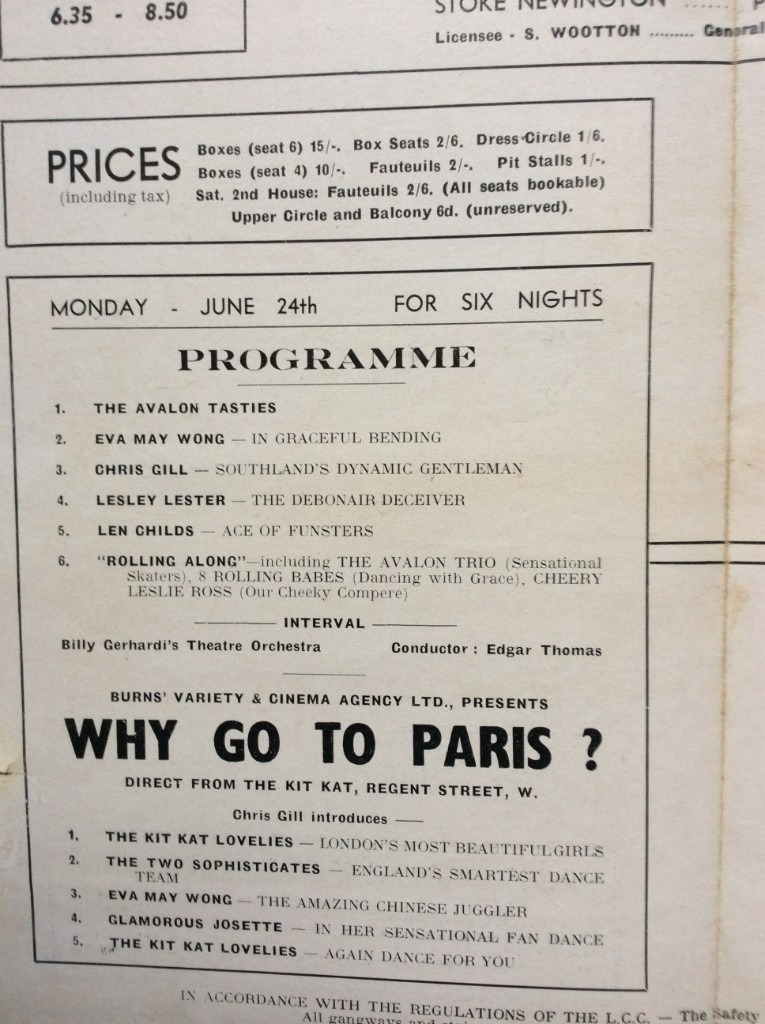 6.35 - 8.50
STOKE NEWINGTON ......
Licensee - S. WOOTTON ......... General
PRICES
(including tax)
Boxes (seat 6) 15/-. Box Seats 2/6. Dress Circle 1/6.
Boxes (seat 4) 10/-. Fauteuils 2/-. Pit Stalls 1/-.
Sat. 2nd House: Fauteuils 2/6. (All seats bookable)
Upper Circle and Balcony 6d. (unreserved).
MONDAY - JUNE 24th FOR SIX NIGHTS
PROGRAMME
1. THE AVALON TASTIES
2. EVA MAY WONG — IN GRACEFUL BENDING
3. CHRIS GILL — SOUTHLAND'S DYNAMIC GENTLEMAN
4. LESLEY LESTER — THE DEBONAIR DECEIVER
5. LEN CHILDS — ACE OF FUNSTERS
6. "ROLLING ALONG"—including THE AVALON TRIO (Sensational
Skaters), 8 ROLLING BABES (Dancing with Grace), CHEERY
LESLIE ROSS (Our Cheeky Compere)
INTERVAL
Billy Gerhardi's Theatre Orchestra Conductor : Edgar Thomas
BURNS' VARIETY & CINEMA AGENCY LTD., PRESENTS
WHY GO TO PARIS ?
DIRECT FROM THE KIT KAT, REGENT STREET, W.
Chris Gill introduces —
1. THE KIT KAT LOVELIES — LONDON'S MOST BEAUTIFUL GIRLS
2. THE TWO SOPHISTICATES — ENGLAND'S SMARTEST DANCE
TEAM
3. EVA MAY WONG — THE AMAZING CHINESE JUGGLER
4. GLAMOROUS JOSETTE — IN HER SENSATIONAL FAN DANCE
5. THE KIT KAT LOVELIES — AGAIN DANCE FOR YOU
IN ACCORDANCE WITH THE REGULATIONS OF THE L.C.C. — The Safety
All gangways and